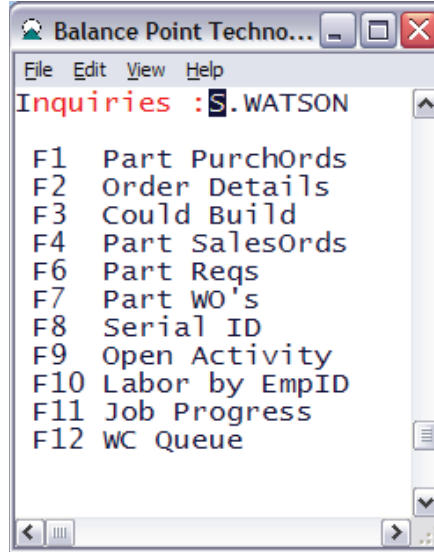 Balance Point Techno...
File Edit View Help
Inquiries :S.WATSON
F1 Part PurchOrds
F2 Order Details
F3 Could Build
F4 Part SalesOrds
F6 Part Reqs
F7 Part WO's
F8 Serial ID
F9 Open Activity
F10 Labor by EmpID
F11 Job Progress
F12 WC Queue